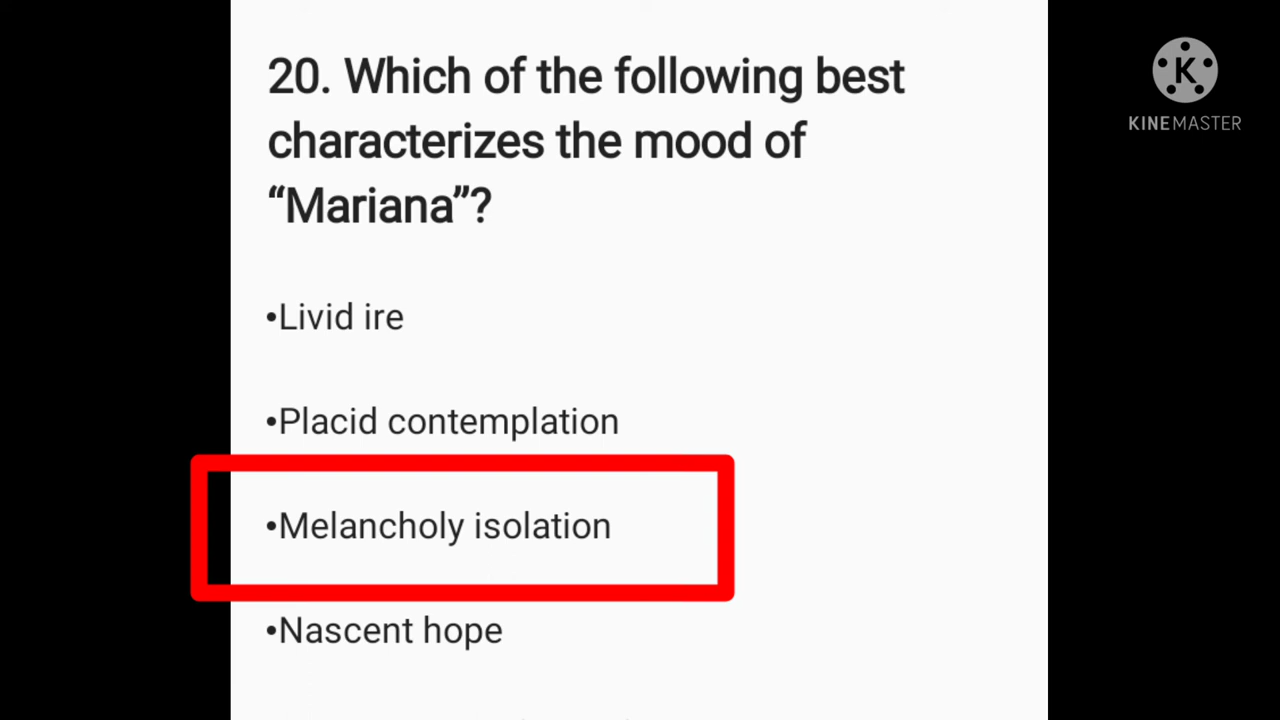 20. Which of the following best
characterizes the mood of
“Mariana”?
•Livid ire
•Placid contemplation
•Melancholy isolation
•Nascent hope
K
KINEMASTER